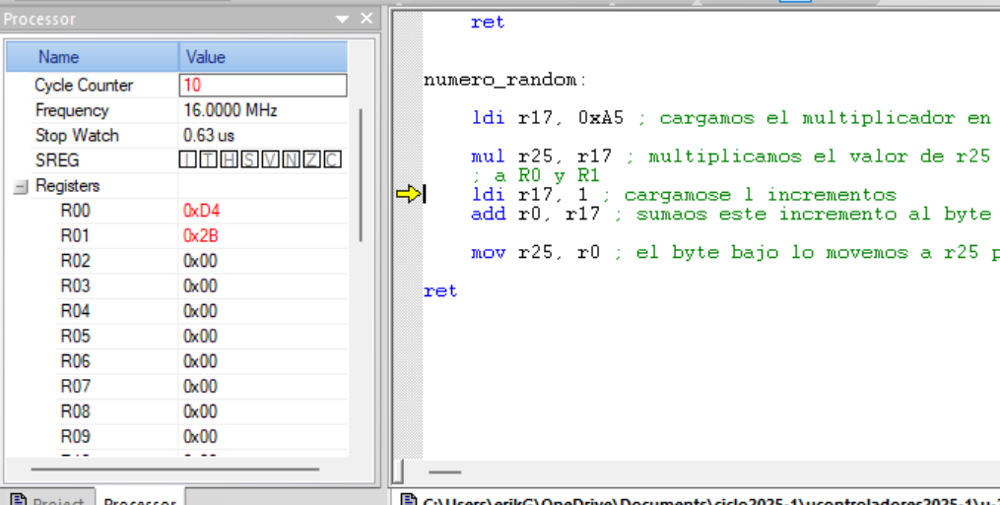 Processor
Name Value
Cycle Counter 10
Frequency 16.0000 MHz
Stop Watch 0.63 us
SREG I T H S V N Z C
Registers
R00 0xD4
R01 0x2B
R02 0x00
R03 0x00
R04 0x00
R05 0x00
R06 0x00
R07 0x00
R08 0x00
R09 0x00
Project Processor
ret
numero_random:
ldi r17, 0xA5 ; cargamos el multiplicador en
mul r25, r17 ; multiplicamos el valor de r25
; a R0 y R1
ldi r17, 1 ; cargamose 1 incrementos
add r0, r17 ; sumaos este incremento al byte
mov r25, r0 ; el byte bajo lo movemos a r25 p
ret
C:\Users\erikG\OneDrive\Documents\ciclo2025-1\ucontroladores2025-1\u-